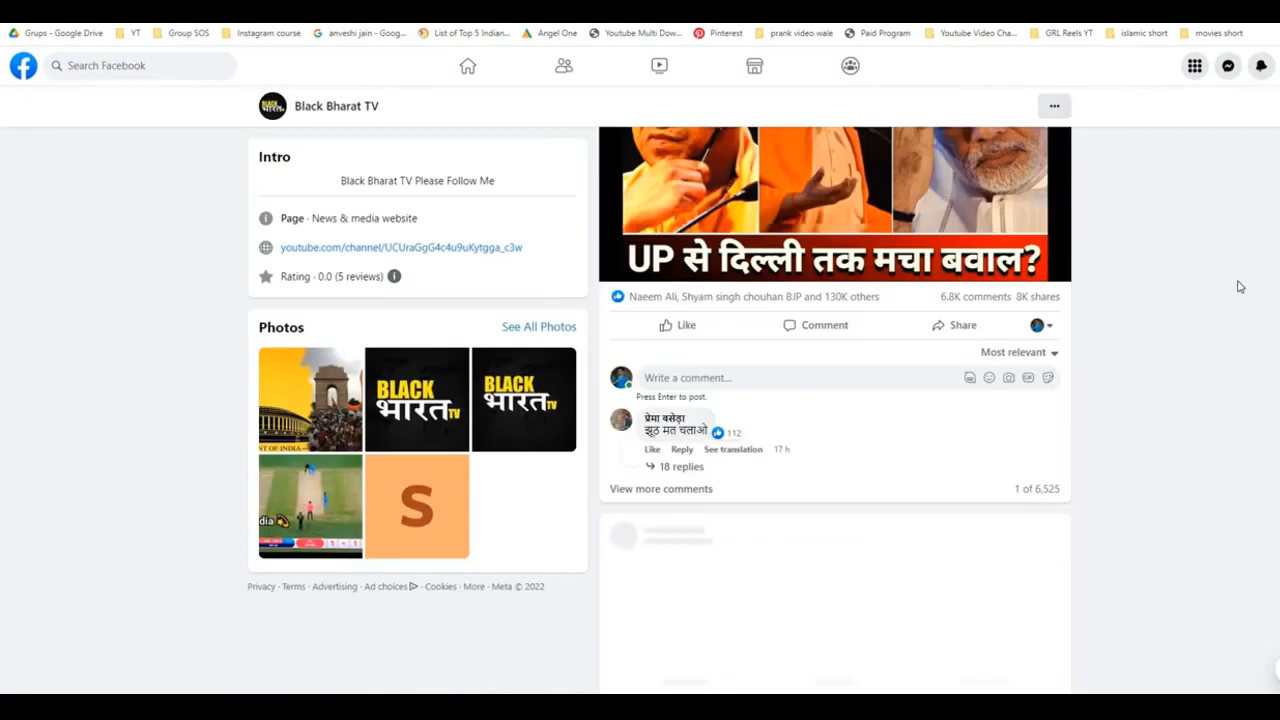 Grups - Google Drive
YT
Group SOS
Instagram course
anveshi jain - Goog...
List of Top 5 Indian...
Angel One
Youtube Multi Dow...
Pinterest
prank video wale
Paid Program
Youtube Video Cha...
GRL Reels YT
islamic short
movies short
Search Facebook
BLACK
भारत TV
Black Bharat TV
Intro
Black Bharat TV Please Follow Me
Page · News & media website
youtube.com/channel/UCUraGgG4c4u9uKytgga_c3w
Rating · 0.0 (5 reviews)
Photos
See All Photos
NT OF INDIA
BLACK
भारत TV
BLACK
भारत TV
dia
S
Privacy · Terms · Advertising · Ad choices · Cookies · More · Meta © 2022
UP से दिल्ली तक मचा बवाल?
Naeem Ali, Shyam singh chouhan BJP and 130K others
6.8K comments 8K shares
Like
Comment
Share
Most relevant
Write a comment...
GIF
Press Enter to post.
प्रेमा बसेड़ा
झूठ मत चलाओ
112
Like Reply See translation 17 h
18 replies
View more comments
1 of 6,525